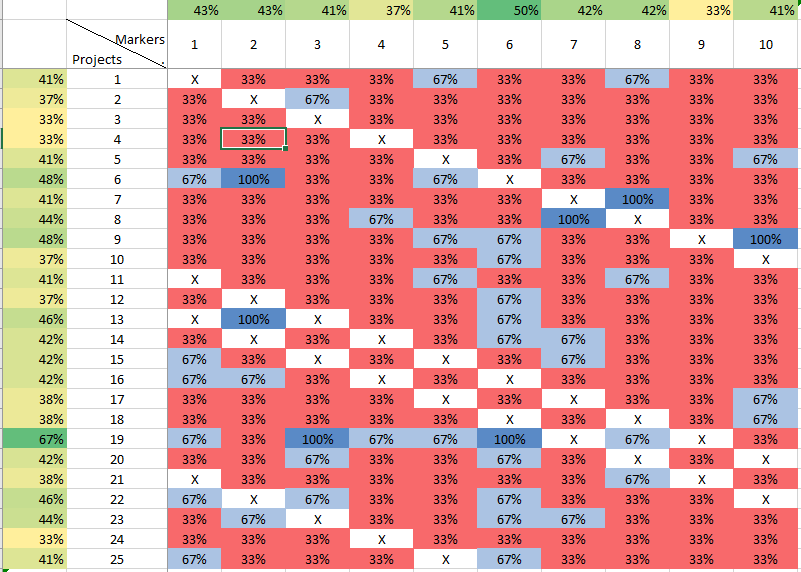 43% 43% 41% 37% 41% 50% 42% 42% 33% 41%
Markers
Projects . 1 2 3 4 5 6 7 8 9 10
41% 1 X 33% 33% 33% 67% 33% 33% 67% 33% 33%
37% 2 33% X 67% 33% 33% 33% 33% 33% 33% 33%
33% 3 33% 33% X 33% 33% 33% 33% 33% 33% 33%
33% 4 33% 33% 33% X 33% 33% 33% 33% 33% 33%
41% 5 33% 33% 33% 33% X 33% 67% 33% 33% 67%
48% 6 67% 100% 33% 33% 67% X 33% 33% 33% 33%
41% 7 33% 33% 33% 33% 33% 33% X 100% 33% 33%
44% 8 33% 33% 33% 67% 33% 33% 100% X 33% 33%
48% 9 33% 33% 33% 33% 67% 67% 33% 33% X 100%
37% 10 33% 33% 33% 33% 33% 67% 33% 33% 33% X
41% 11 X 33% 33% 33% 67% 33% 33% 67% 33% 33%
37% 12 33% X 33% 33% 33% 67% 33% 33% 33% 33%
46% 13 X 100% X 33% 33% 67% 33% 33% 33% 33%
42% 14 33% X 33% X 33% 67% 67% 33% 33% 33%
42% 15 67% 33% X 33% X 33% 67% 33% 33% 33%
42% 16 67% 67% 33% X 33% X 33% 33% 33% 33%
38% 17 33% 33% 33% 33% X 33% X 33% 33% 67%
38% 18 33% 33% 33% 33% 33% X 33% X 33% 67%
67% 19 67% 33% 100% 67% 67% 100% X 67% X 33%
42% 20 33% 33% 67% 33% 33% 67% 33% X 33% X
38% 21 X 33% 33% 33% 33% 33% 33% 67% X 33%
46% 22 67% X 67% 33% 33% 67% 33% 33% 33% X
44% 23 33% 67% X 33% 33% 67% 67% 33% 33% 33%
33% 24 33% 33% 33% X 33% 33% 33% 33% 33% 33%
41% 25 67% 33% 33% 33% X 67% 33% 33% 33% 33%